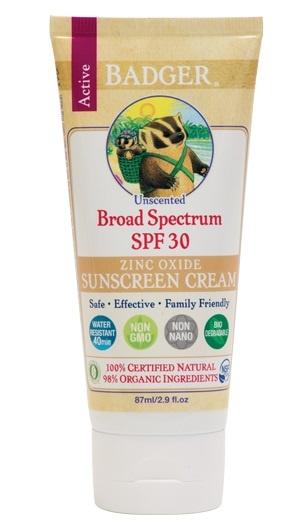 Active
BADGER®
Unscented
Broad Spectrum
SPF 30
ZINC OXIDE
SUNSCREEN CREAM
Safe • Effective • Family Friendly
WATER
RESISTANT
40min
NON
GMO
NON
NANO
BIO
DEGRADABLE
100% CERTIFIED NATURAL
98% ORGANIC INGREDIENTS
NSF
87ml/2.9 fl.oz